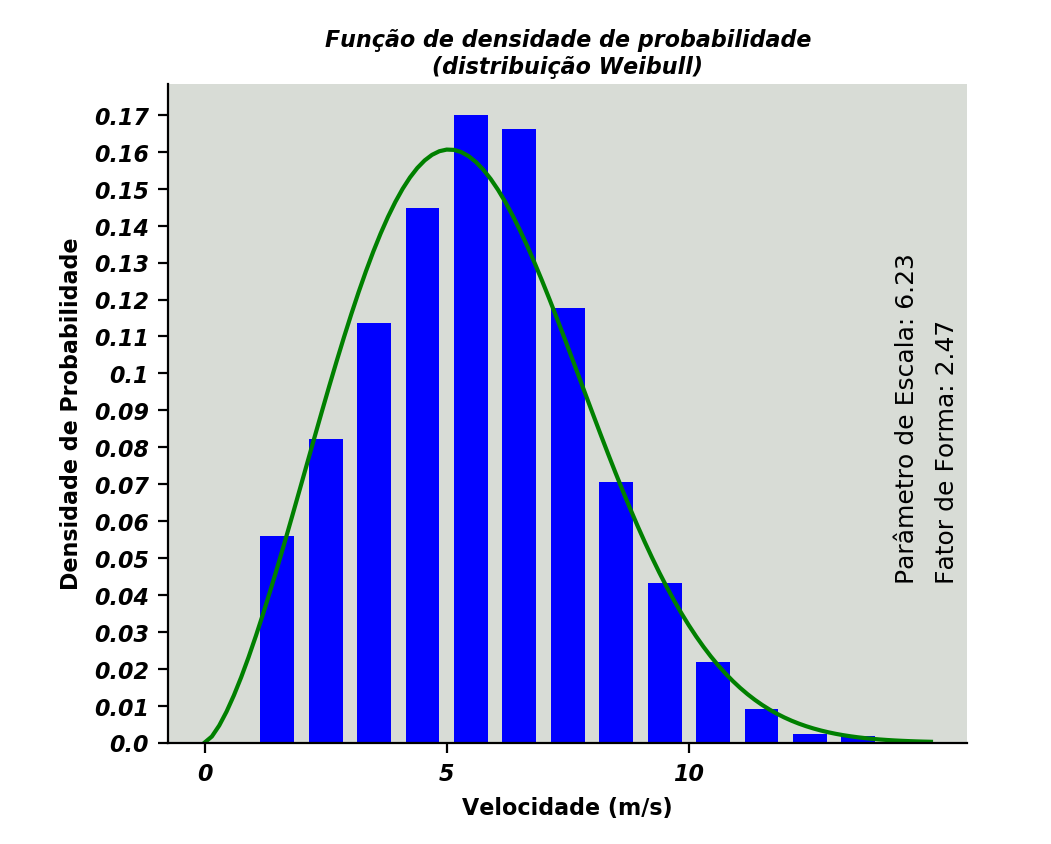 Função de densidade de probabilidade
(distribuição Weibull)
0.17
0.16
0.15
0.14
0.13
0.12
0.11
0.1
0.09
0.08
0.07
0.06
0.05
0.04
0.03
0.02
0.01
0.0
Densidade de Probabilidade
0 5 10
Velocidade (m/s)
Parâmetro de Escala: 6.23
Fator de Forma: 2.47